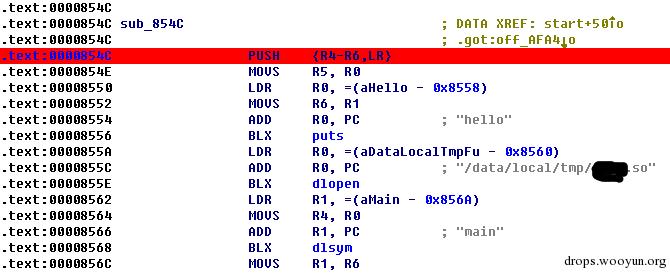 .text:0000854C
.text:0000854C sub_854C ; DATA XREF: start+50↑o
.text:0000854C ; .got:off_AFA4↓o
.text:0000854C PUSH {R4-R6,LR}
.text:0000854E MOVS R5, R0
.text:00008550 LDR R0, =(aHello - 0x8558)
.text:00008552 MOVS R6, R1
.text:00008554 ADD R0, PC ; "hello"
.text:00008556 BLX puts
.text:0000855A LDR R0, =(aDataLocalTmpFu - 0x8560)
.text:0000855C ADD R0, PC ; "/data/local/tmp/ .so"
.text:0000855E BLX dlopen
.text:00008562 LDR R1, =(aMain - 0x856A)
.text:00008564 MOVS R4, R0
.text:00008566 ADD R1, PC ; "main"
.text:00008568 BLX dlsym
.text:0000856C MOVS R1, R6
drops.wooyun.org